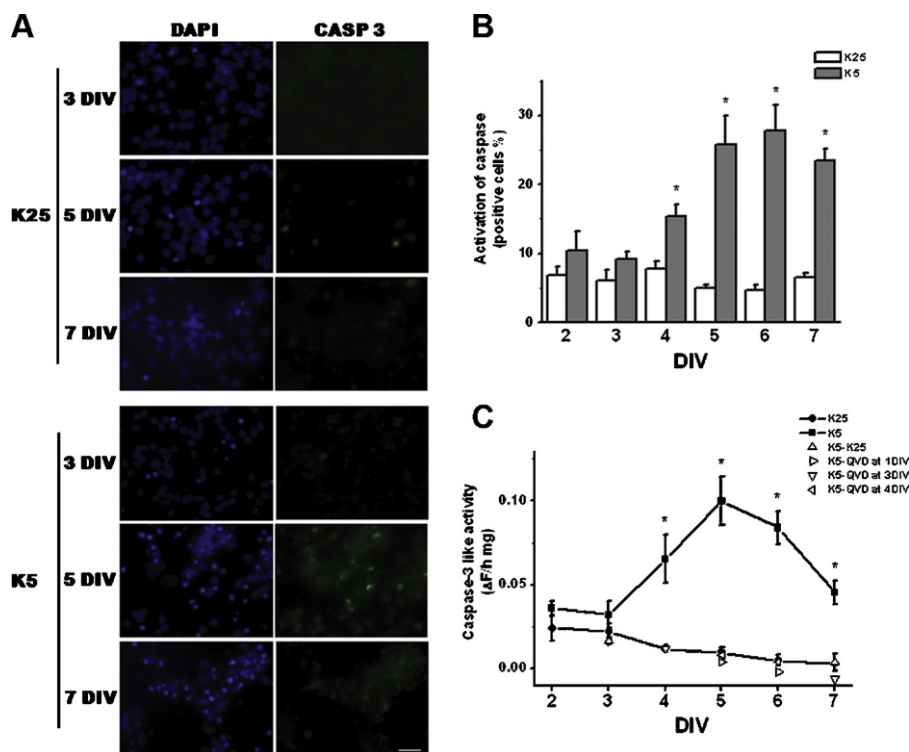 A
DAPI
CASP 3
K25
3 DIV
5 DIV
7 DIV
K5
3 DIV
5 DIV
7 DIV
B
K25
K5
Activation of caspase
(positive cells %)
30
20
10
0
* * * *
2 3 4 5 6 7
DIV
C
K25
K5
K5-K25
K5-QVD at 1DIV
K5-QVD at 3DIV
K5-QVD at 4DIV
Caspase-3 like activity
(ΔF/h mg)
0.10
0.05
0.00
* * * *
2 3 4 5 6 7
DIV